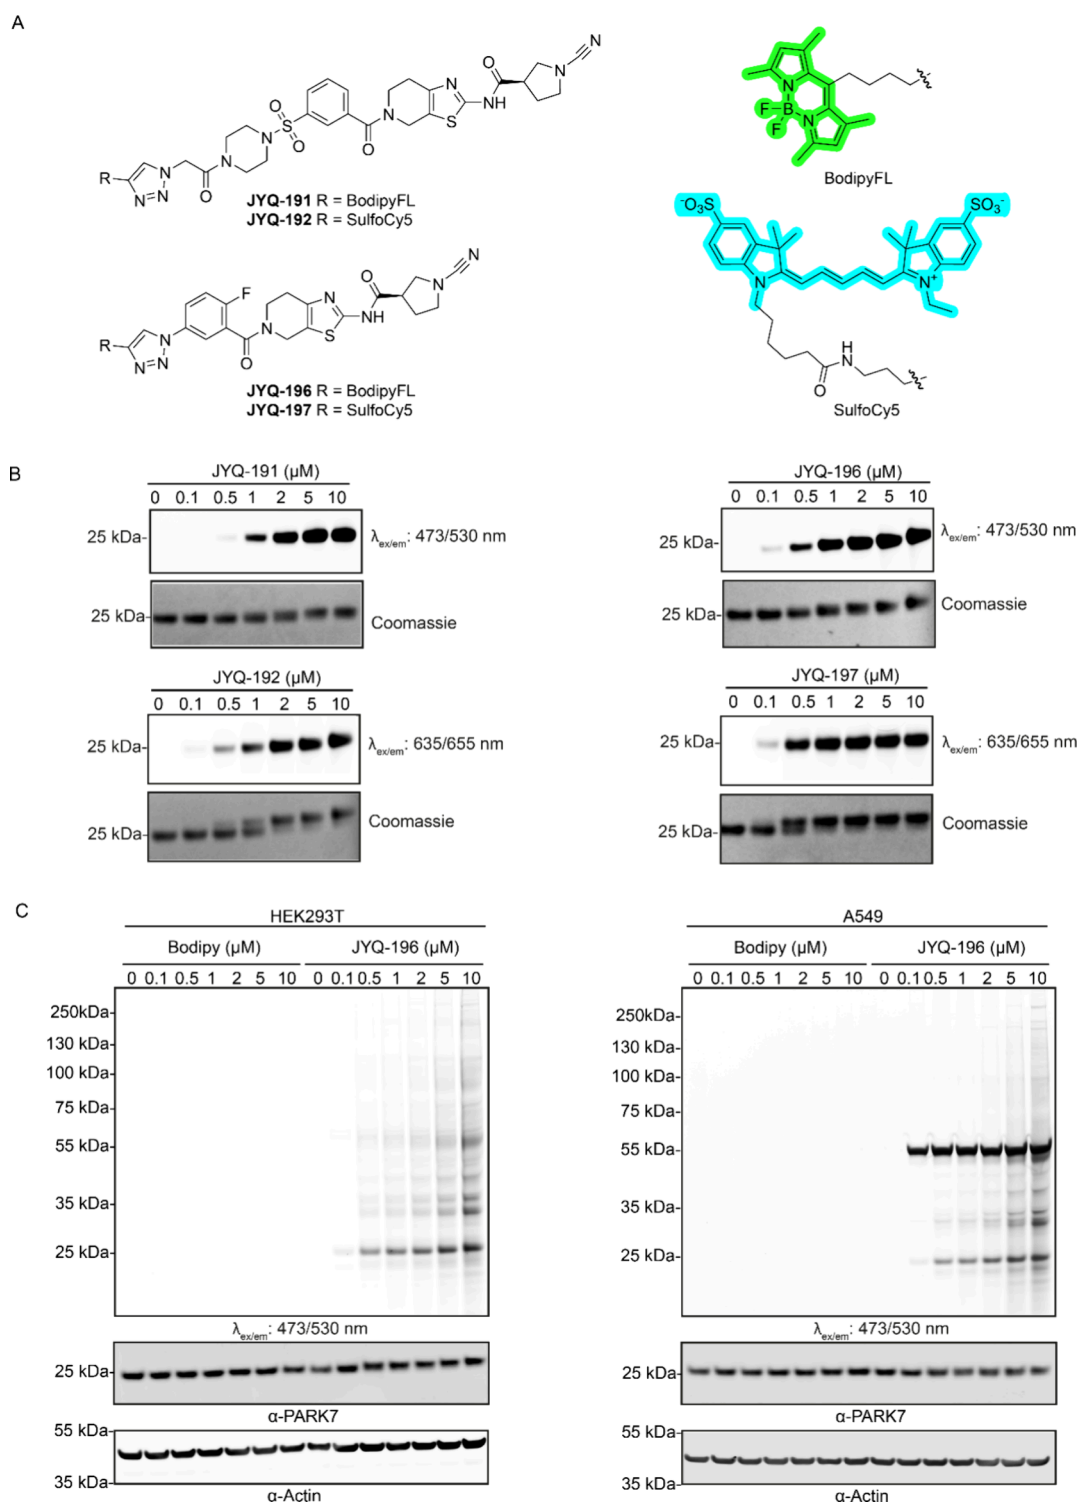 A
N
O
N
N
NH
S
N
O
O
S
O
N
N
O
N
R
N
N
JYQ-191 R = BodipyFL
JYQ-192 R = SulfoCy5
F
O
N
N
N
NH
S
N
O
N
R
N
N
JYQ-196 R = BodipyFL
JYQ-197 R = SulfoCy5
N
F
B
F
N
BodipyFL
⁻O₃S
SO₃⁻
N
N⁺
H
N
O
SulfoCy5
B
JYQ-191 (μM)
0 0.1 0.5 1 2 5 10
25 kDa-
λex/em: 473/530 nm
25 kDa-
Coomassie
JYQ-196 (μM)
0 0.1 0.5 1 2 5 10
25 kDa-
λex/em: 473/530 nm
25 kDa-
Coomassie
JYQ-192 (μM)
0 0.1 0.5 1 2 5 10
25 kDa-
λex/em: 635/655 nm
25 kDa-
Coomassie
JYQ-197 (μM)
0 0.1 0.5 1 2 5 10
25 kDa-
λex/em: 635/655 nm
25 kDa-
Coomassie
C
HEK293T
Bodipy (μM) JYQ-196 (μM)
0 0.1 0.5 1 2 5 10 0 0.1 0.5 1 2 5 10
250kDa-
130 kDa-
100 kDa-
75 kDa-
55 kDa-
35 kDa-
25 kDa-
λex/em: 473/530 nm
25 kDa-
α-PARK7
55 kDa-
35 kDa-
α-Actin
A549
Bodipy (μM) JYQ-196 (μM)
0 0.1 0.5 1 2 5 10 0 0.1 0.5 1 2 5 10
250kDa-
130 kDa-
100 kDa-
75 kDa-
55 kDa-
35 kDa-
25 kDa-
λex/em: 473/530 nm
25 kDa-
α-PARK7
55 kDa-
35 kDa-
α-Actin